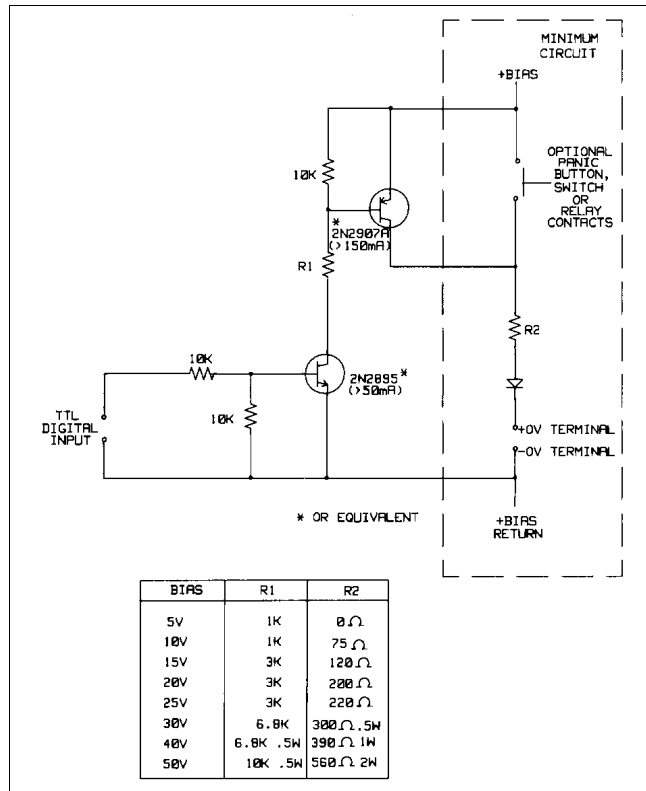 MINIMUM
CIRCUIT
+BIAS
OPTIONAL
PANIC
BUTTON,
SWITCH
OR
RELAY
CONTACTS
10K
*
2N2907A
(>150mA)
R1
R2
10K
2N2895*
(>50mA)
10K
TTL
DIGITAL
INPUT
+OV TERMINAL
-OV TERMINAL
* OR EQUIVALENT
+BIAS
RETURN
BIAS R1 R2
5V 1K 0Ω
10V 1K 75Ω
15V 3K 120Ω
20V 3K 200Ω
25V 3K 220Ω
30V 6.8K 300Ω .5W
40V 6.8K .5W 390Ω 1W
50V 10K .5W 560Ω 2W